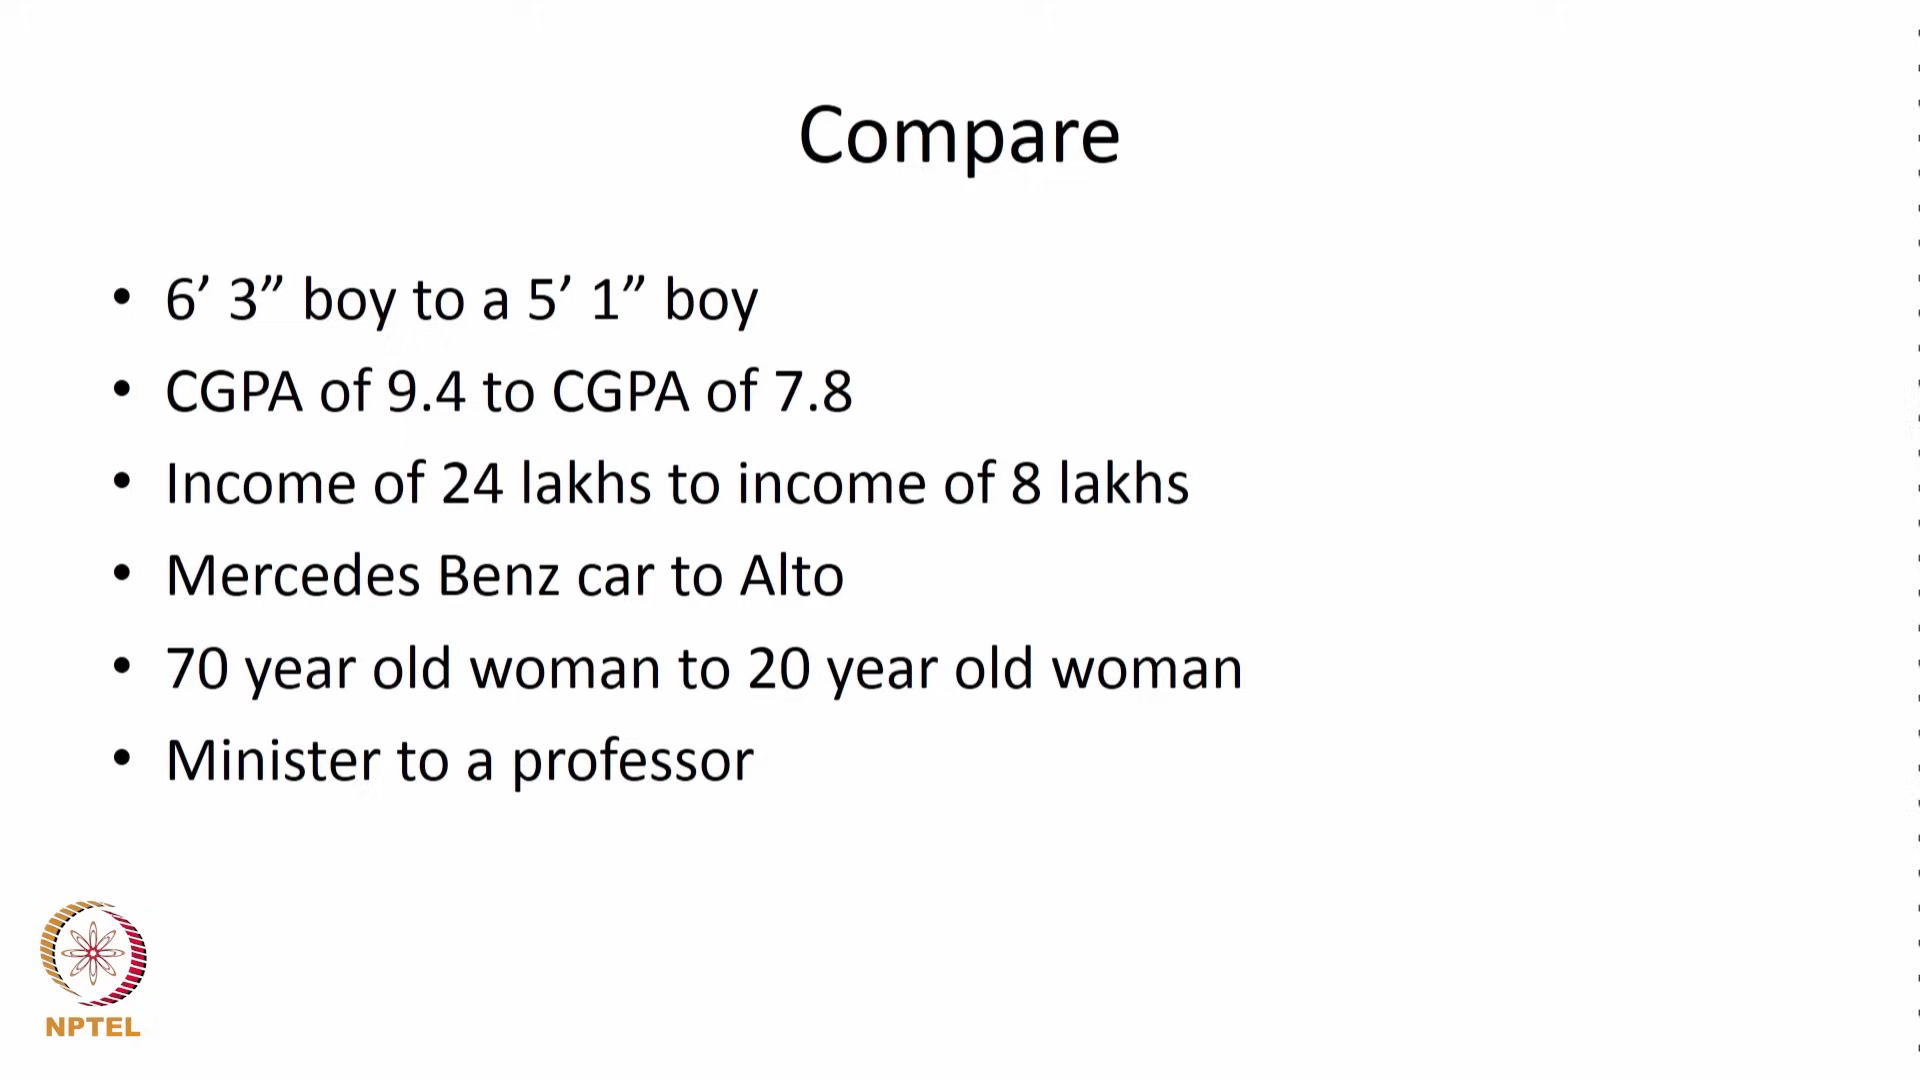 Compare
• 6’ 3” boy to a 5’ 1” boy
• CGPA of 9.4 to CGPA of 7.8
• Income of 24 lakhs to income of 8 lakhs
• Mercedes Benz car to Alto
• 70 year old woman to 20 year old woman
• Minister to a professor
NPTEL